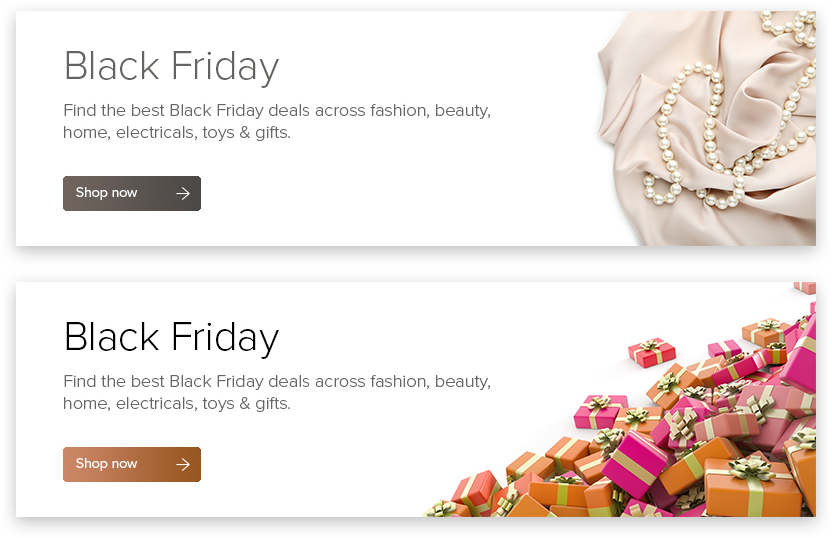 Black Friday
Find the best Black Friday deals across fashion, beauty,
home, electricals, toys & gifts.
Shop now
Black Friday
Find the best Black Friday deals across fashion, beauty,
home, electricals, toys & gifts.
Shop now